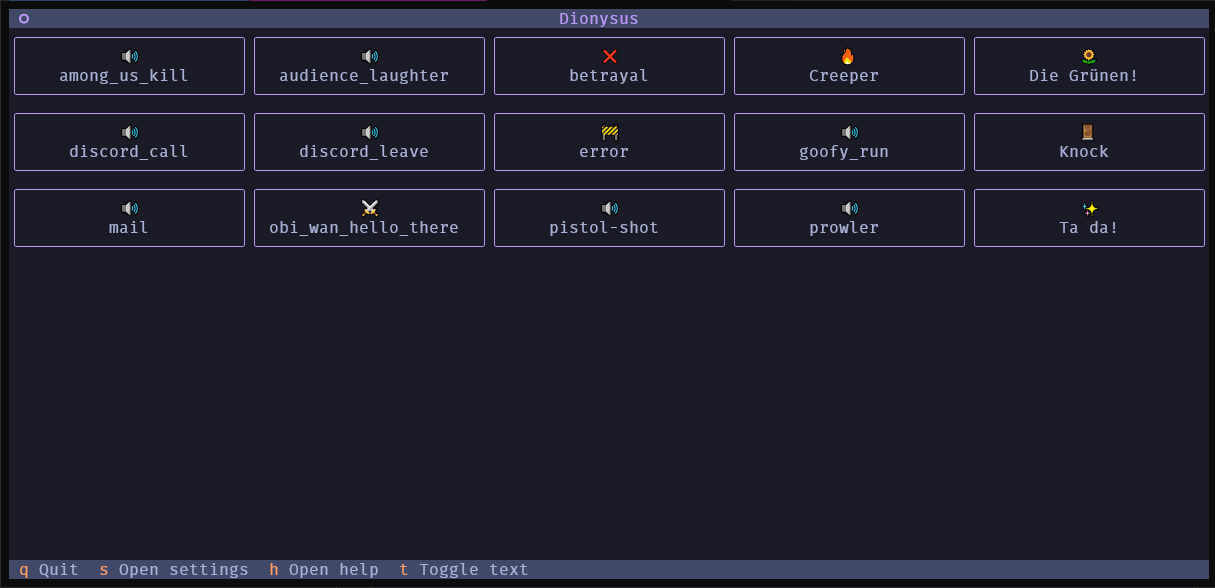 Dionysus
among_us_kill
audience_laughter
betrayal
Creeper
Die Grünen!
discord_call
discord_leave
error
goofy_run
Knock
mail
obi_wan_hello_there
pistol-shot
prowler
Ta da!
q Quit s Open settings h Open help t Toggle text